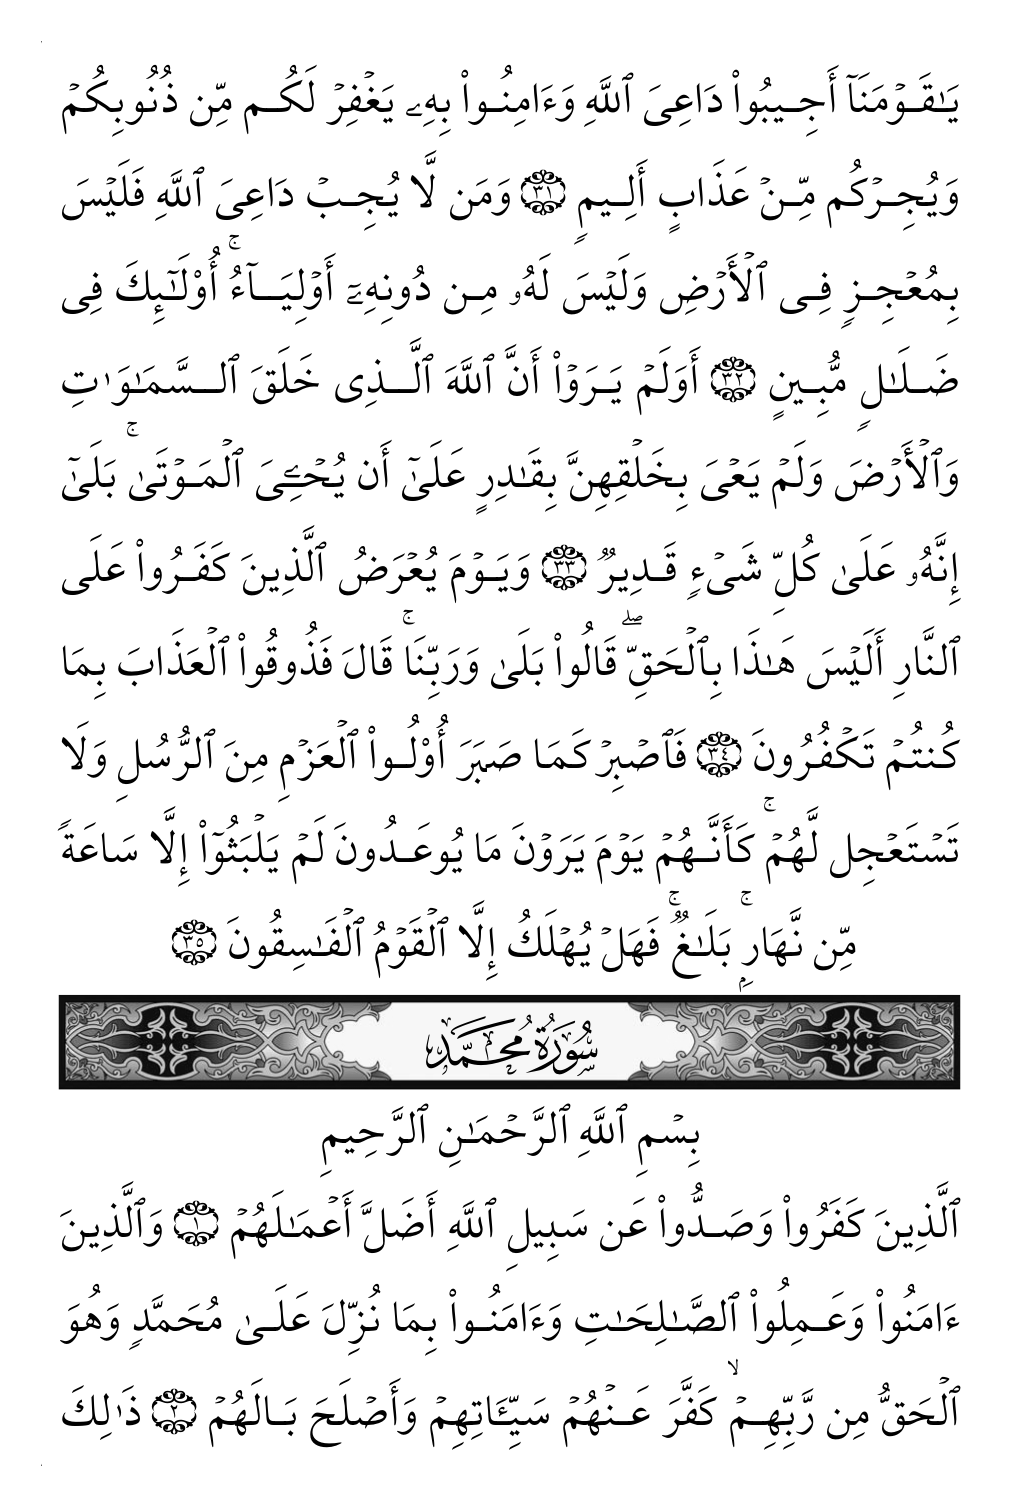 يَـٰقَوۡمَنَآ أَجِيبُواْ دَاعِيَ ٱللَّهِ وَءَامِنُواْ بِهِۦ يَغۡفِرۡ لَكُم مِّن ذُنُوبِكُمۡ
وَيُجِرۡكُم مِّنۡ عَذَابٍ أَلِيمٖ ٣١ وَمَن لَّا يُجِبۡ دَاعِيَ ٱللَّهِ فَلَيۡسَ
بِمُعۡجِزٖ فِي ٱلۡأَرۡضِ وَلَيۡسَ لَهُۥ مِن دُونِهِۦٓ أَوۡلِيَآءُۚ أُوْلَـٰٓئِكَ فِي
ضَلَـٰلٖ مُّبِينٍ ٣٢ أَوَلَمۡ يَرَوۡاْ أَنَّ ٱللَّهَ ٱلَّذِي خَلَقَ ٱلسَّمَـٰوَٰتِ
وَٱلۡأَرۡضَ وَلَمۡ يَعۡيَ بِخَلۡقِهِنَّ بِقَـٰدِرٍ عَلَىٰٓ أَن يُحۡـِۧيَ ٱلۡمَوۡتَىٰۚ بَلَىٰٓ
إِنَّهُۥ عَلَىٰ كُلِّ شَيۡءٖ قَدِيرٞ ٣٣ وَيَوۡمَ يُعۡرَضُ ٱلَّذِينَ كَفَرُواْ عَلَى
ٱلنَّارِ أَلَيۡسَ هَـٰذَا بِٱلۡحَقِّۖ قَالُواْ بَلَىٰ وَرَبِّنَاۚ قَالَ فَذُوقُواْ ٱلۡعَذَابَ بِمَا
كُنتُمۡ تَكۡفُرُونَ ٣٤ فَٱصۡبِرۡ كَمَا صَبَرَ أُوْلُواْ ٱلۡعَزۡمِ مِنَ ٱلرُّسُلِ وَلَا
تَسۡتَعۡجِل لَّهُمۡۚ كَأَنَّهُمۡ يَوۡمَ يَرَوۡنَ مَا يُوعَدُونَ لَمۡ يَلۡبَثُوٓاْ إِلَّا سَاعَةٗ
مِّن نَّهَارِۭۚ بَلَـٰغٞۚ فَهَلۡ يُهۡلَكُ إِلَّا ٱلۡقَوۡمُ ٱلۡفَـٰسِقُونَ ٣٥
سُورَةُ مُحَمَّد
بِسۡمِ ٱللَّهِ ٱلرَّحۡمَـٰنِ ٱلرَّحِيمِ
ٱلَّذِينَ كَفَرُواْ وَصَدُّواْ عَن سَبِيلِ ٱللَّهِ أَضَلَّ أَعۡمَـٰلَهُمۡ ١ وَٱلَّذِينَ
ءَامَنُواْ وَعَمِلُواْ ٱلصَّـٰلِحَـٰتِ وَءَامَنُواْ بِمَا نُزِّلَ عَلَىٰ مُحَمَّدٖ وَهُوَ
ٱلۡحَقُّ مِن رَّبِّهِمۡۙ كَفَّرَ عَنۡهُمۡ سَيِّـَٔاتِهِمۡ وَأَصۡلَحَ بَالَهُمۡ ٢ ذَٰلِكَ